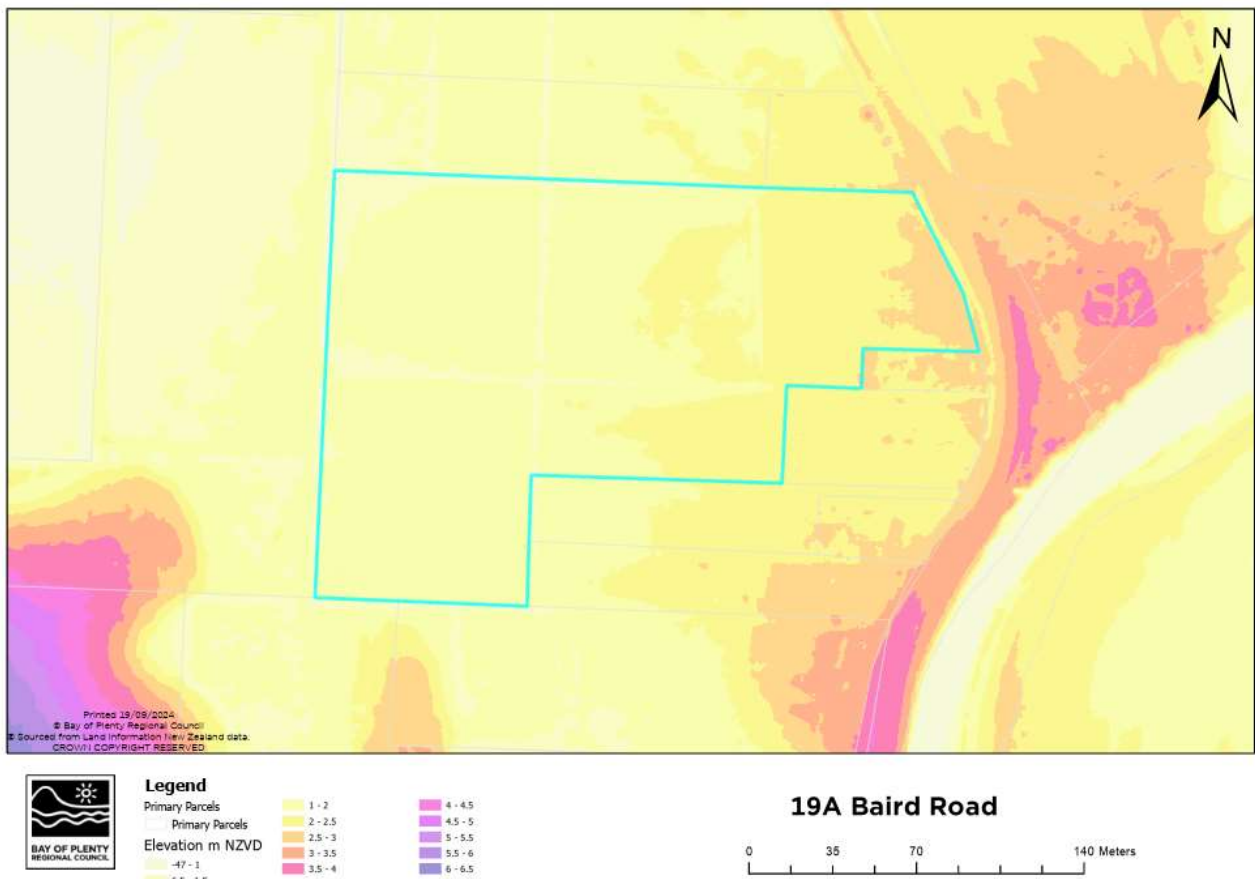 N
Printed 19/09/2024
© Bay of Plenty Regional Council
© Sourced from Land Information New Zealand data.
CROWN COPYRIGHT RESERVED
BAY OF PLENTY
REGIONAL COUNCIL
Legend
Primary Parcels
Primary Parcels
Elevation m NZVD
-47 - 1
1 - 2
2 - 2.5
2.5 - 3
3 - 3.5
3.5 - 4
4 - 4.5
4.5 - 5
5 - 5.5
5.5 - 6
6 - 6.5
19A Baird Road
0 35 70 140 Meters